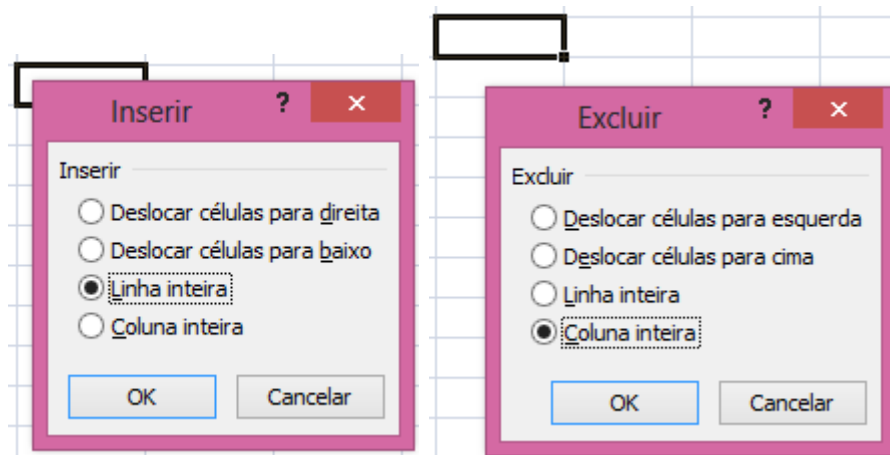 Inserir ? ×
Inserir
Deslocar células para direita
Deslocar células para baixo
Linha inteira
Coluna inteira
OK Cancelar
Excluir ? ×
Excluir
Deslocar células para esquerda
Deslocar células para cima
Linha inteira
Coluna inteira
OK Cancelar